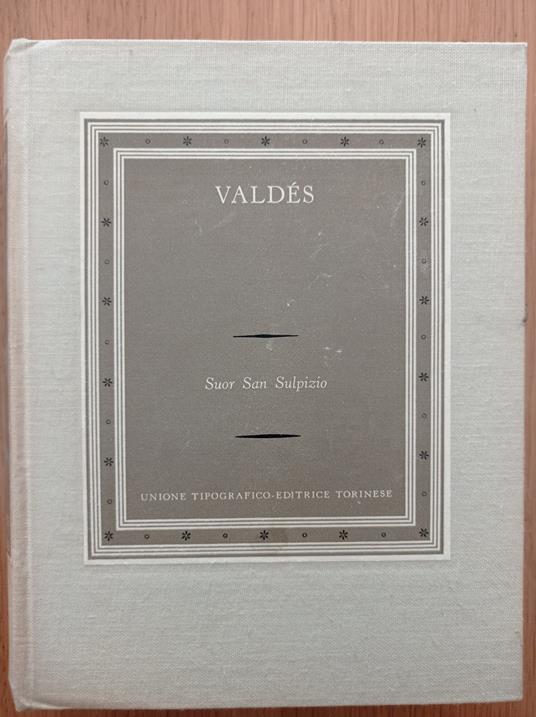 VALDÉS
Suor San Sulpizio
UNIONE TIPOGRAFICO-EDITRICE TORINESE